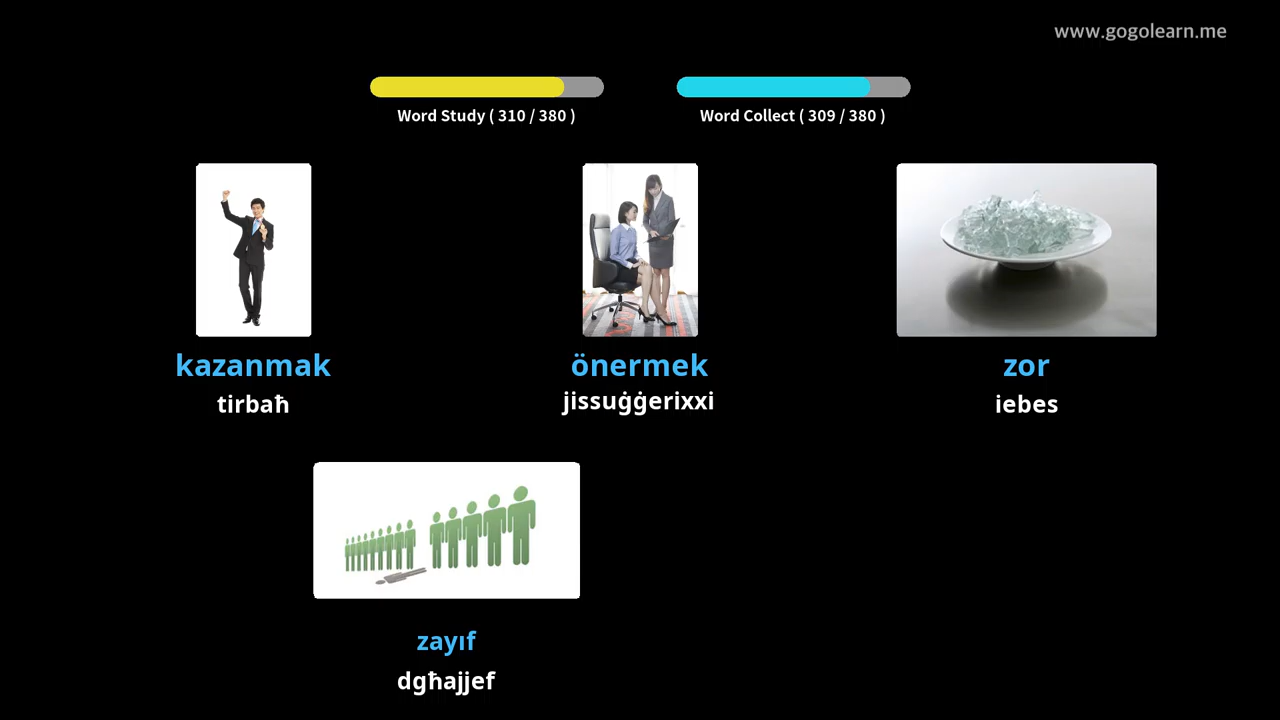 www.gogolearn.me
Word Study ( 310 / 380 )
Word Collect ( 309 / 380 )
kazanmak
tirbaħ
önermek
jissuġġerixxi
zor
iebes
zayıf
dgħajjef